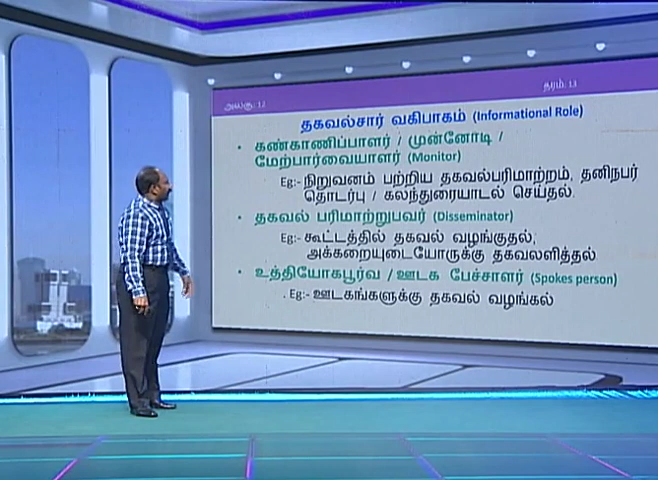 அலகு: 12
தரம்: 13
தகவல்சார் வகிபாகம் (Informational Role)
• கண்காணிப்பாளர் / முன்னோடி /
மேற்பார்வையாளர் (Monitor)
Eg:- நிறுவனம் பற்றிய தகவல்பரிமாற்றம், தனிநபர்
தொடர்பு / கலந்துரையாடல் செய்தல்.
• தகவல் பரிமாற்றுபவர் (Disseminator)
Eg:- கூட்டத்தில் தகவல் வழங்குதல்,
அக்கறையுடையோருக்கு தகவலளித்தல்
• உத்தியோகபூர்வ / ஊடக பேச்சாளர் (Spokes person)
. Eg:- ஊடகங்களுக்கு தகவல் வழங்கல்